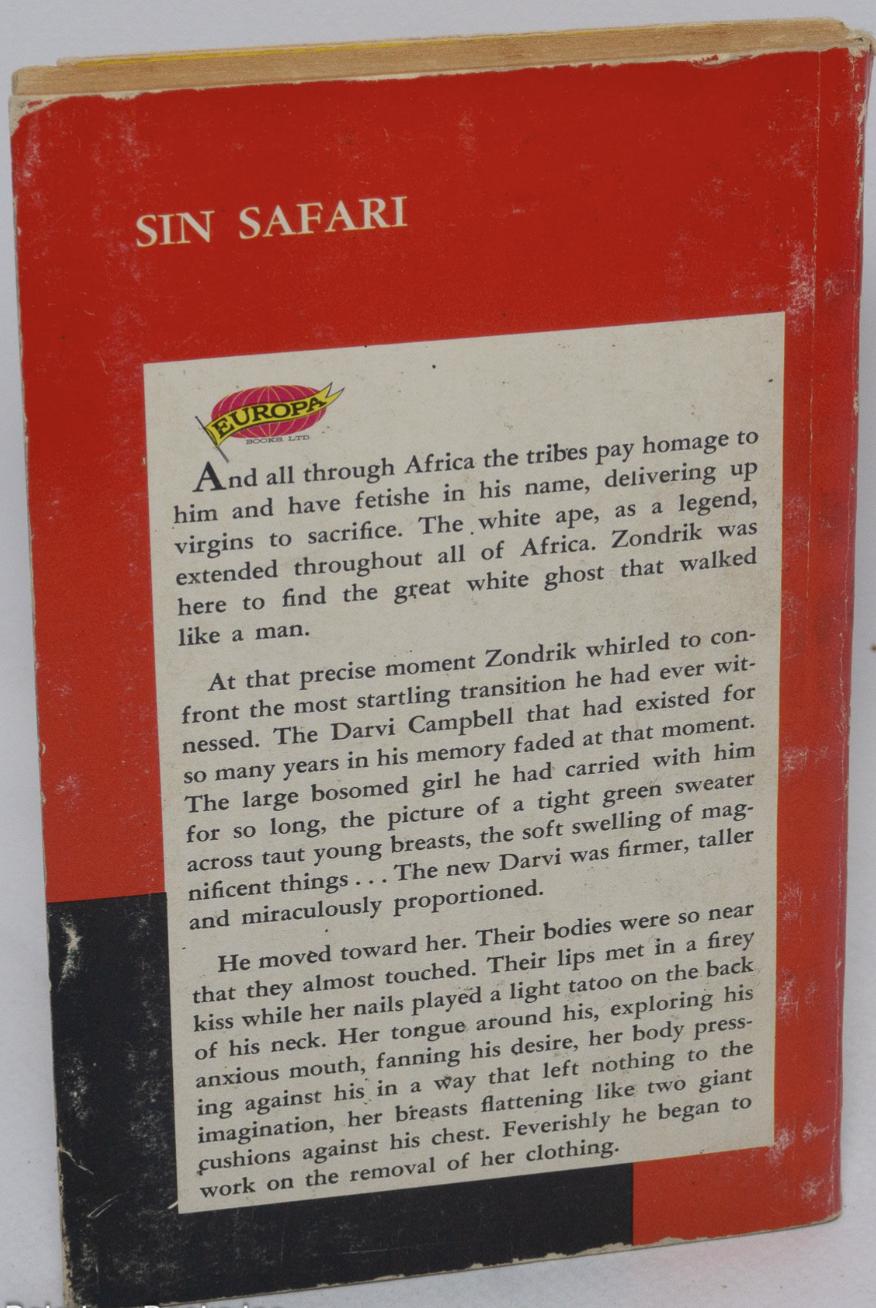 SIN SAFARI
EUROPA
BOOKS. LTD
And all through Africa the tribes pay homage to
him and have fetishe in his name, delivering up
virgins to sacrifice. The white ape, as a legend,
extended throughout all of Africa. Zondrik was
here to find the great white ghost that walked
like a man.
At that precise moment Zondrik whirled to con-
front the most startling transition he had ever wit-
nessed. The Darvi Campbell that had existed for
so many years in his memory faded at that moment.
The large bosomed girl he had carried with him
for so long, the picture of a tight green sweater
across taut young breasts, the soft swelling of mag-
nificent things . . . The new Darvi was firmer, taller
and miraculously proportioned.
He moved toward her. Their bodies were so near
that they almost touched. Their lips met in a firey
kiss while her nails played a light tatoo on the back
of his neck. Her tongue around his, exploring his
anxious mouth, fanning his desire, her body press-
ing against his in a way that left nothing to the
imagination, her breasts flattening like two giant
cushions against his chest. Feverishly he began to
work on the removal of her clothing.